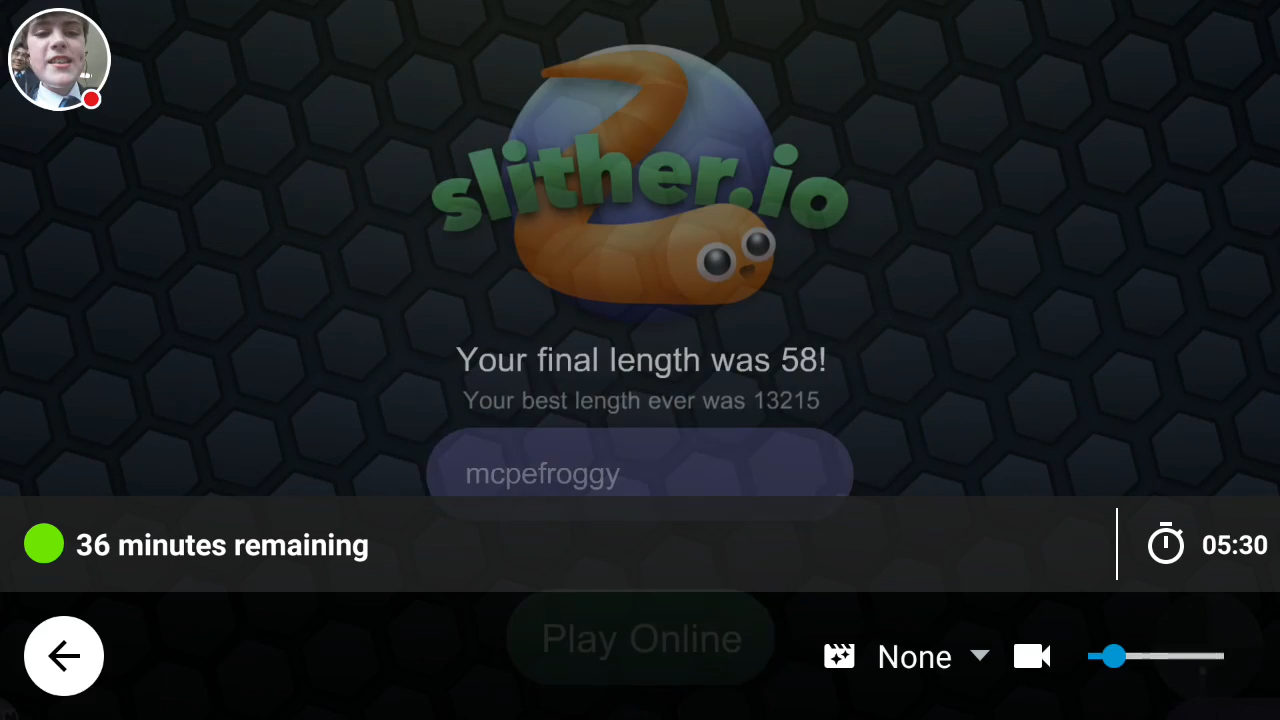 slither.io
Your final length was 58!
Your best length ever was 13215
mcpefroggy
36 minutes remaining
05:30
Play Online
None